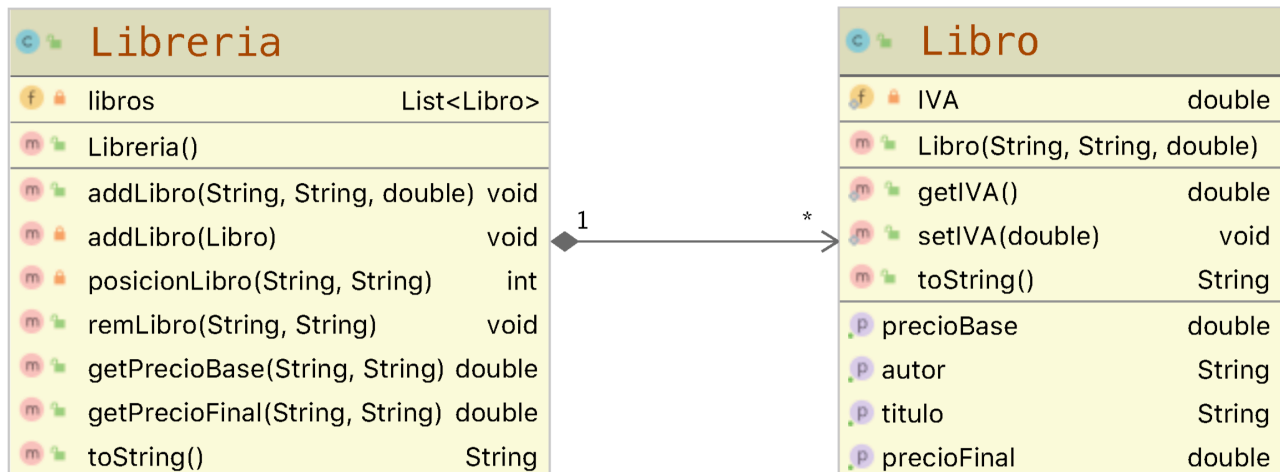 Libreria
libros List<Libro>
Libreria()
addLibro(String, String, double) void
addLibro(Libro) void
posicionLibro(String, String) int
remLibro(String, String) void
getPrecioBase(String, String) double
getPrecioFinal(String, String) double
toString() String
1 *
Libro
IVA double
Libro(String, String, double)
getIVA() double
setIVA(double) void
toString() String
precioBase double
autor String
titulo String
precioFinal double